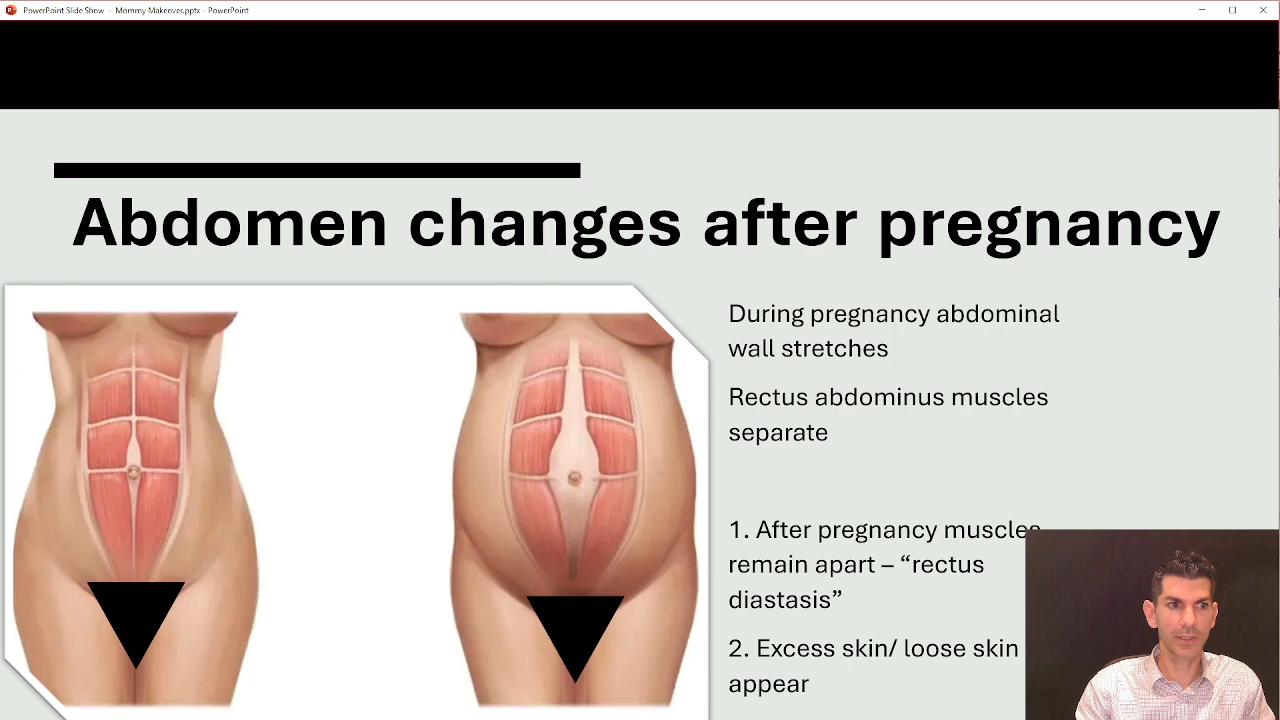 PowerPoint Slide Show - Mommy Makeover.pptx - PowerPoint
Abdomen changes after pregnancy
During pregnancy abdominal
wall stretches
Rectus abdominus muscles
separate
1. After pregnancy muscles
remain apart – “rectus
diastasis”
2. Excess skin/ loose skin
appear